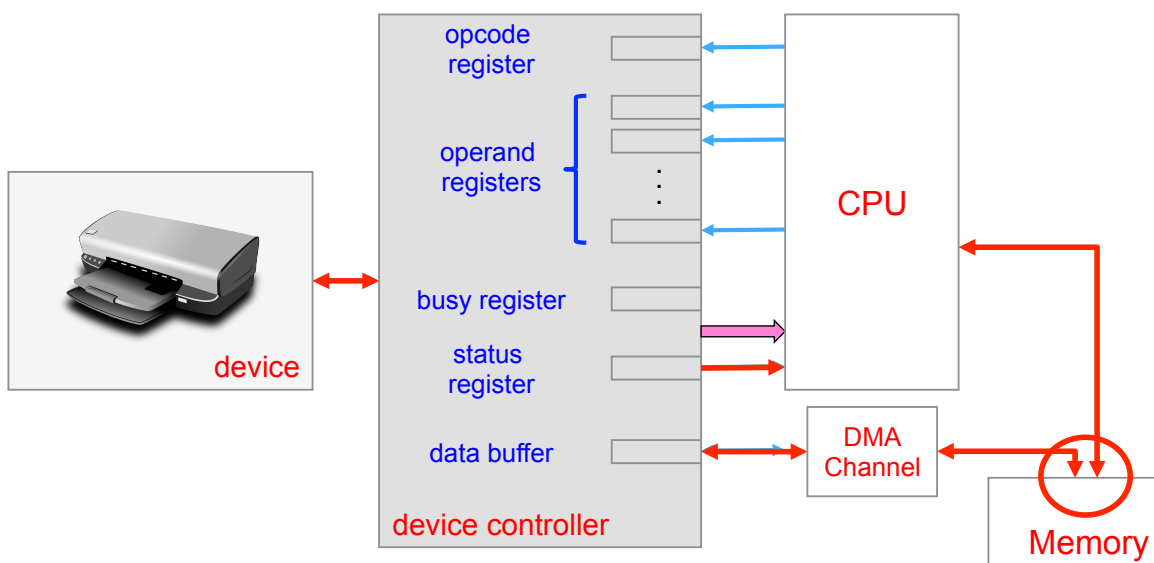 opcode
register
operand
registers
.
.
.
CPU
busy register
status
register
device
data buffer
DMA
Channel
device controller
Memory